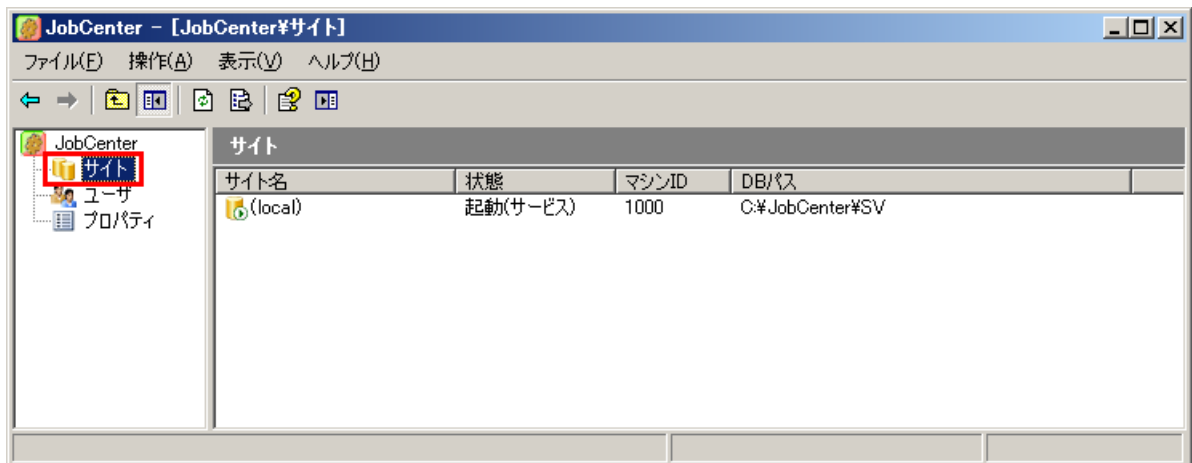 JobCenter - [JobCenter¥サイト]
ファイル(F) 操作(A) 表示(V) ヘルプ(H)
JobCenter
サイト
ユーザ
プロパティ
サイト
サイト名 状態 マシンID DBパス
(local) 起動(サービス) 1000 C:¥JobCenter¥SV